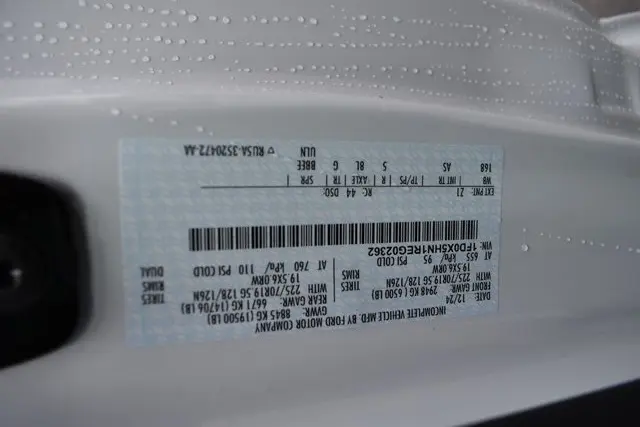 INCOMPLETE VEHICLE MFD. BY FORD MOTOR COMPANY
DATE: 12/24 GVWR: 8845 KG (19500 LB)
FRONT GAWR: 2948 KG (6500 LB) REAR GAWR: 6671 KG (14706 LB)
WITH 225/70R19.5G 128/126N TIRES WITH 225/70R19.5G 128/126N TIRES
19.5X6.0RW RIMS 19.5X6.0RW RIMS
AT 655 kPa/ 95 PSI COLD AT 760 kPa/ 110 PSI COLD DUAL
VIN: 1FD0X5HN1REG02362
EXT PNT: Z1 RC: 44 DSO:
WB INT TR TP/PS R AXLE TR SPR
168 AS S 8L G BBEE
ULN
RUSA-3520472-AA